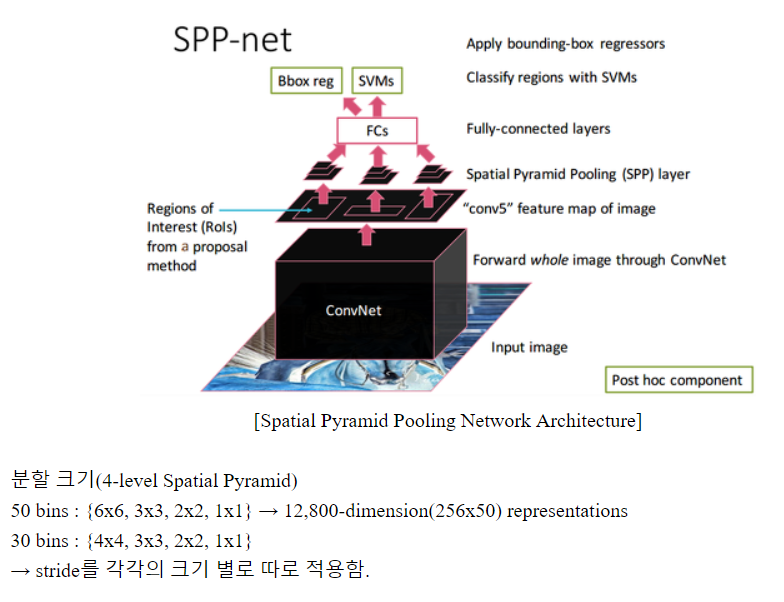 SPP-net
Apply bounding-box regressors
Bbox reg
SVMs
Classify regions with SVMs
FCs
Fully-connected layers
Spatial Pyramid Pooling (SPP) layer
Regions of
Interest (RoIs)
from a proposal
method
"conv5" feature map of image
Forward whole image through ConvNet
ConvNet
Input image
Post hoc component
[Spatial Pyramid Pooling Network Architecture]
분할 크기(4-level Spatial Pyramid)
50 bins : {6x6, 3x3, 2x2, 1x1} → 12,800-dimension(256x50) representations
30 bins : {4x4, 3x3, 2x2, 1x1}
→ stride를 각각의 크기 별로 따로 적용함.